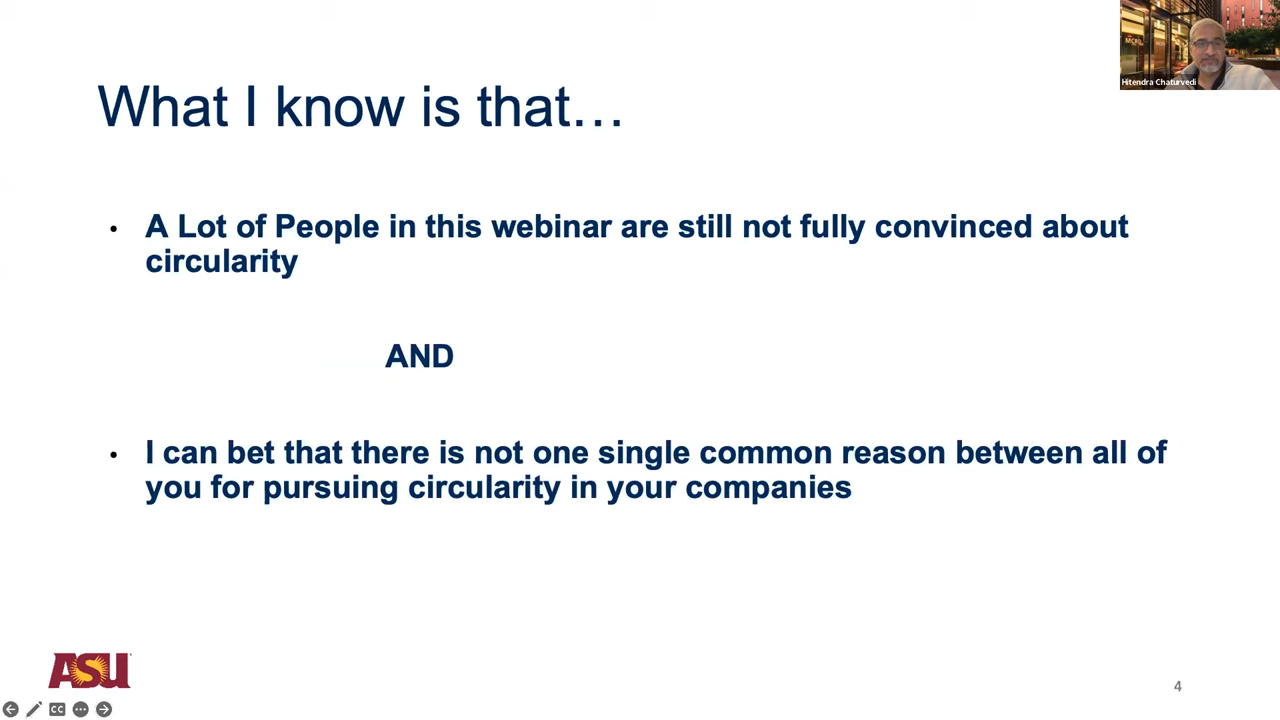 Hitendra Chaturvedi
What I know is that…
• A Lot of People in this webinar are still not fully convinced about
circularity
AND
• I can bet that there is not one single common reason between all of
you for pursuing circularity in your companies
ASU
4
CC